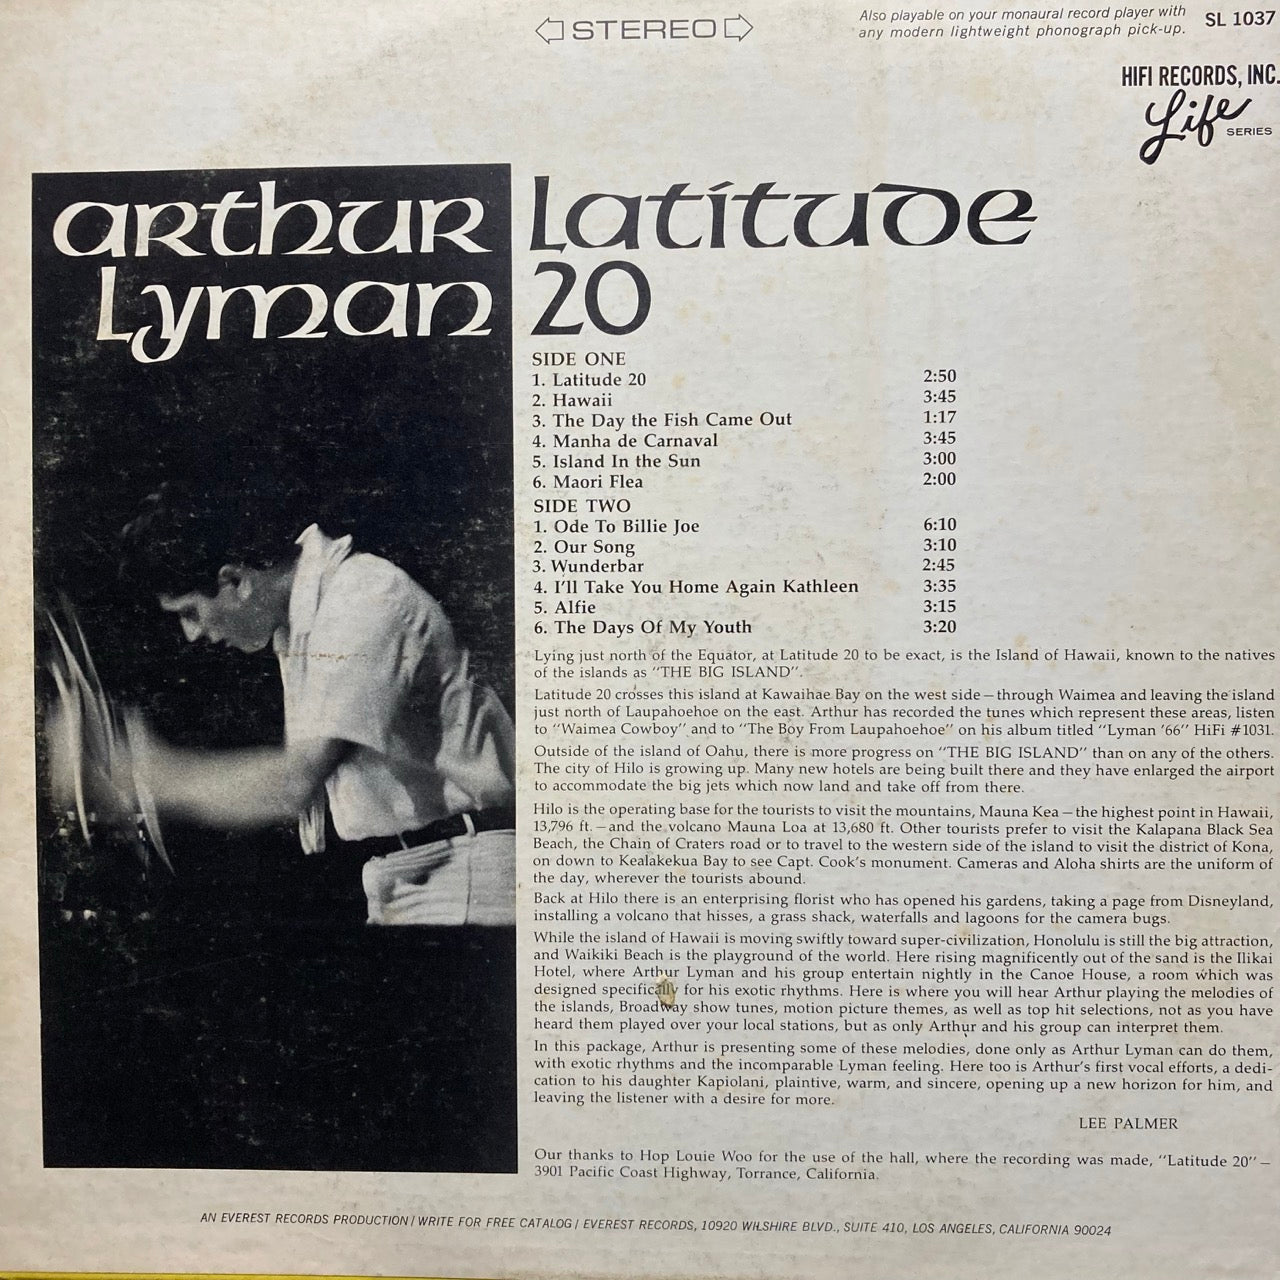 STEREO
Also playable on your monaural record player with
any modern lightweight phonograph pick-up.
SL 1037
HIFI RECORDS, INC.
Life
SERIES
arthur
Lyman
Latitude
20
SIDE ONE
1. Latitude 20 2:50
2. Hawaii 3:45
3. The Day the Fish Came Out 1:17
4. Manha de Carnaval 3:45
5. Island In the Sun 3:00
6. Maori Flea 2:00
SIDE TWO
1. Ode To Billie Joe 6:10
2. Our Song 3:10
3. Wunderbar 2:45
4. I'll Take You Home Again Kathleen 3:35
5. Alfie 3:15
6. The Days Of My Youth 3:20
Lying just north of the Equator, at Latitude 20 to be exact, is the Island of Hawaii, known to the natives
of the islands as "THE BIG ISLAND".
Latitude 20 crosses this island at Kawaihae Bay on the west side—through Waimea and leaving the island
just north of Laupahoehoe on the east. Arthur has recorded the tunes which represent these areas, listen
to "Waimea Cowboy" and to "The Boy From Laupahoehoe" on his album titled "Lyman '66" HiFi #1031.
Outside of the island of Oahu, there is more progress on "THE BIG ISLAND" than on any of the others.
The city of Hilo is growing up. Many new hotels are being built there and they have enlarged the airport
to accommodate the big jets which now land and take off from there.
Hilo is the operating base for the tourists to visit the mountains, Mauna Kea—the highest point in Hawaii,
13,796 ft.—and the volcano Mauna Loa at 13,680 ft. Other tourists prefer to visit the Kalapana Black Sea
Beach, the Chain of Craters road or to travel to the western side of the island to visit the district of Kona,
on down to Kealakekua Bay to see Capt. Cook's monument. Cameras and Aloha shirts are the uniform of
the day, wherever the tourists abound.
Back at Hilo there is an enterprising florist who has opened his gardens, taking a page from Disneyland,
installing a volcano that hisses, a grass shack, waterfalls and lagoons for the camera bugs.
While the island of Hawaii is moving swiftly toward super-civilization, Honolulu is still the big attraction,
and Waikiki Beach is the playground of the world. Here rising magnificently out of the sand is the Ilikai
Hotel, where Arthur Lyman and his group entertain nightly in the Canoe House, a room which was
designed specifically for his exotic rhythms. Here is where you will hear Arthur playing the melodies of
the islands, Broadway show tunes, motion picture themes, as well as top hit selections, not as you have
heard them played over your local stations, but as only Arthur and his group can interpret them.
In this package, Arthur is presenting some of these melodies, done only as Arthur Lyman can do them,
with exotic rhythms and the incomparable Lyman feeling. Here too is Arthur's first vocal efforts, a dedi-
cation to his daughter Kapiolani, plaintive, warm, and sincere, opening up a new horizon for him, and
leaving the listener with a desire for more.
LEE PALMER
Our thanks to Hop Louie Woo for the use of the hall, where the recording was made, "Latitude 20"—
3901 Pacific Coast Highway, Torrance, California.
AN EVEREST RECORDS PRODUCTION / WRITE FOR FREE CATALOG / EVEREST RECORDS, 10920 WILSHIRE BLVD., SUITE 410, LOS ANGELES, CALIFORNIA 90024